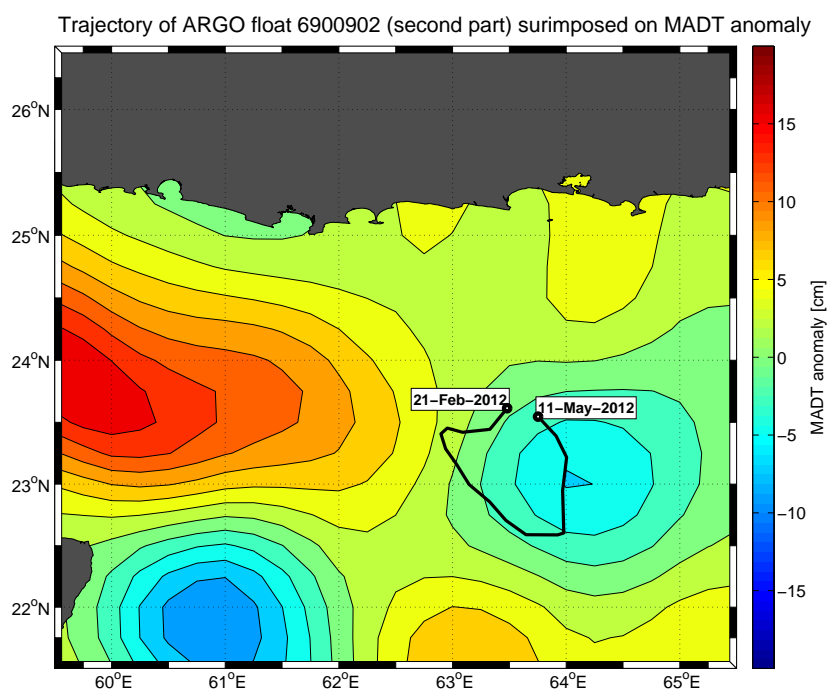 Trajectory of ARGO float 6900902 (second part) surimposed on MADT anomaly
26°N
25°N
24°N
23°N
22°N
60°E
61°E
62°E
63°E
64°E
65°E
21−Feb−2012
11−May−2012
15
10
5
0
−5
−10
−15
MADT anomaly [cm]